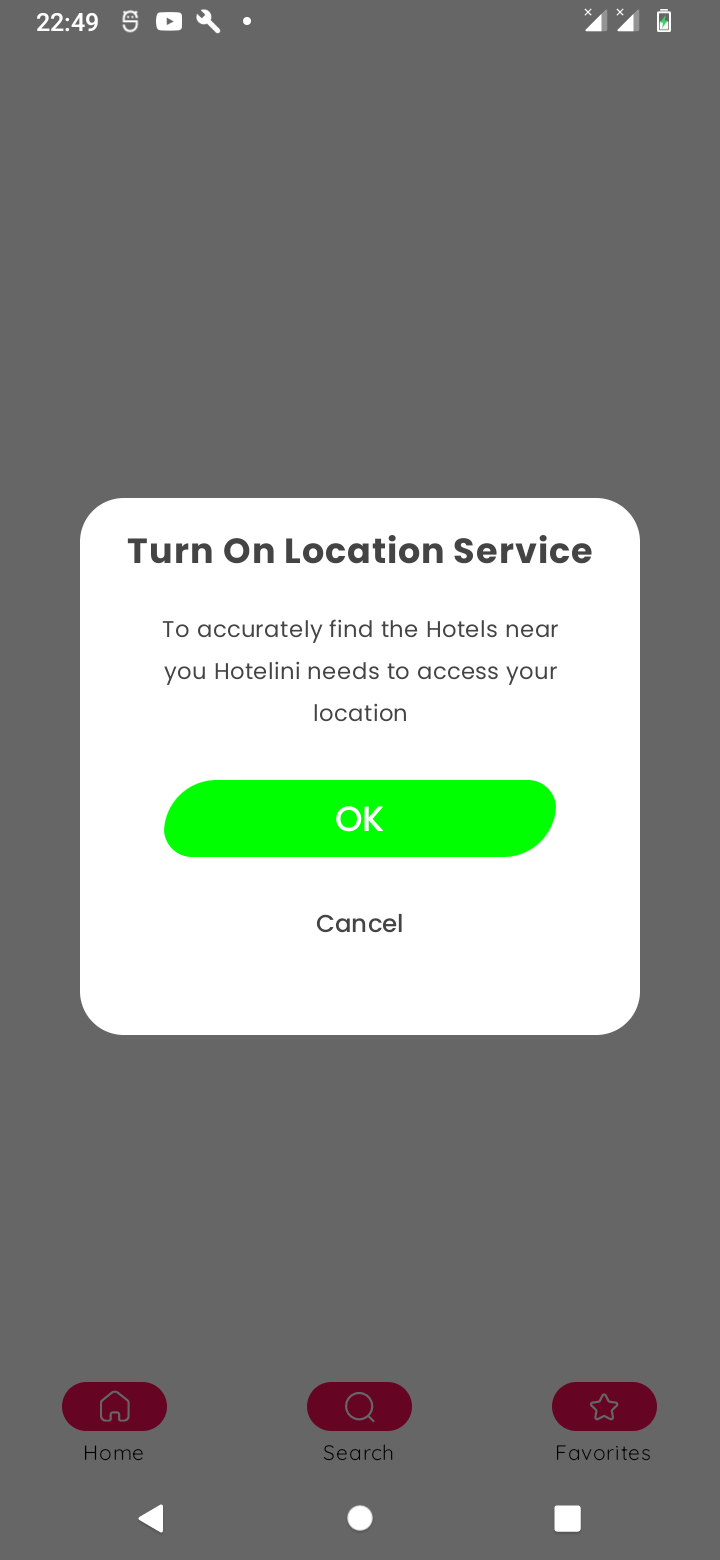 22:49
Turn On Location Service
To accurately find the Hotels near
you Hotelini needs to access your
location
OK
Cancel
Home
Search
Favorites